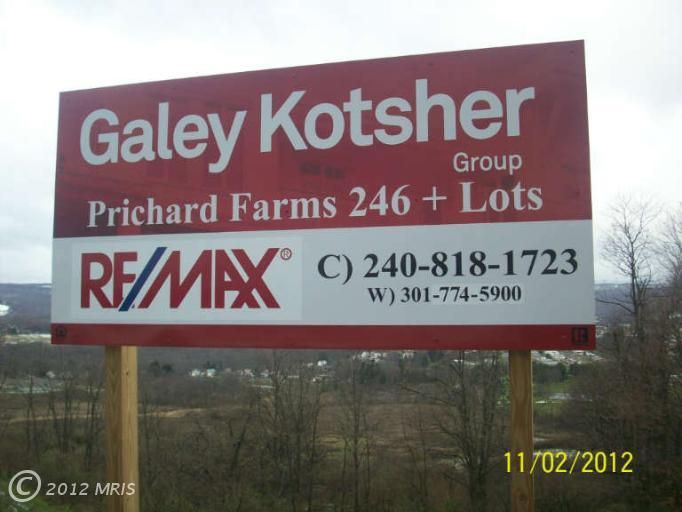 Galey Kotsher
Group
Prichard Farms 246 + Lots
RE/MAX®
C) 240-818-1723
W) 301-774-5900
11/02/2012
© 2012 MRIS